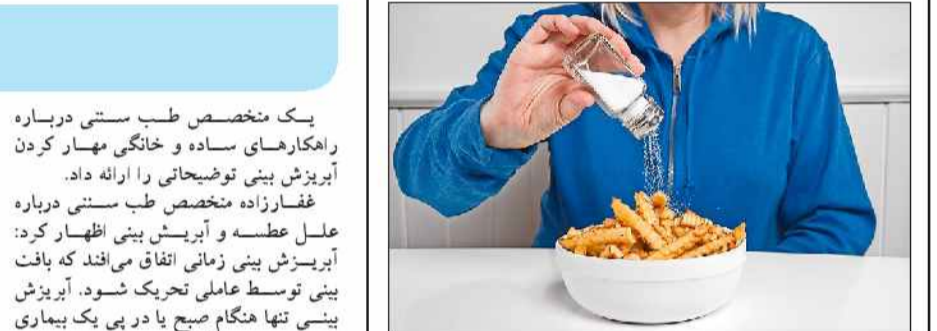 یک متخصص طب سنتی درباره
راهکارهای ساده و خانگی مهار کردن
آبریزش بینی توضیحاتی را ارائه داد.
غفارزاده متخصص طب سنتی درباره
علل عطسه و آبریـش بینی اظهار کرد:
آبریزش بینی زمانی اتفاق می‌افتد که بافت
بینی توسط عاملی تحریک شود. آبریزش
بینی تنها هنگام صبح یا در پی یک بیماری